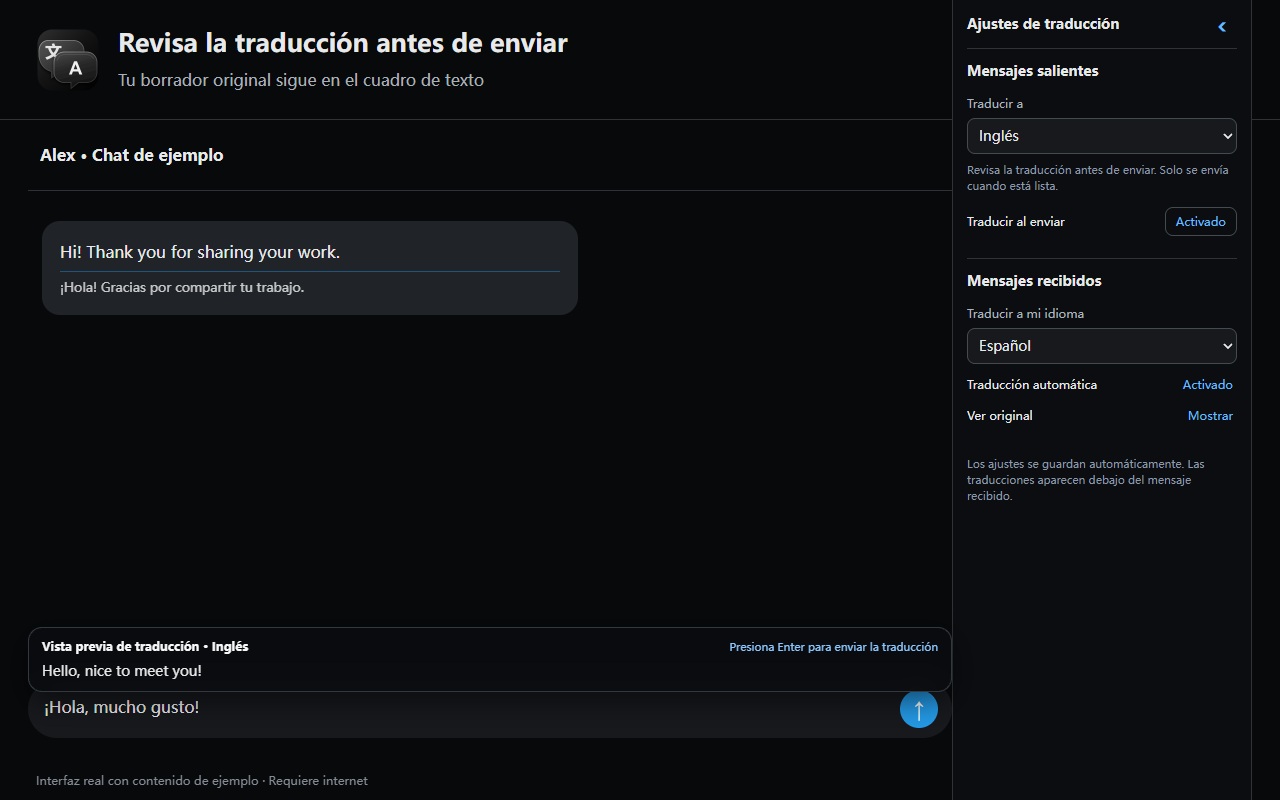 文
A
Revisa la traducción antes de enviar
Tu borrador original sigue en el cuadro de texto
Alex • Chat de ejemplo
Hi! Thank you for sharing your work.
¡Hola! Gracias por compartir tu trabajo.
Vista previa de traducción • Inglés
Presiona Enter para enviar la traducción
Hello, nice to meet you!
¡Hola, mucho gusto!
Interfaz real con contenido de ejemplo · Requiere internet
Ajustes de traducción
Mensajes salientes
Traducir a
Inglés
Revisa la traducción antes de enviar. Solo se envía
cuando está lista.
Traducir al enviar
Activado
Mensajes recibidos
Traducir a mi idioma
Español
Traducción automática
Activado
Ver original
Mostrar
Los ajustes se guardan automáticamente. Las
traducciones aparecen debajo del mensaje
recibido.